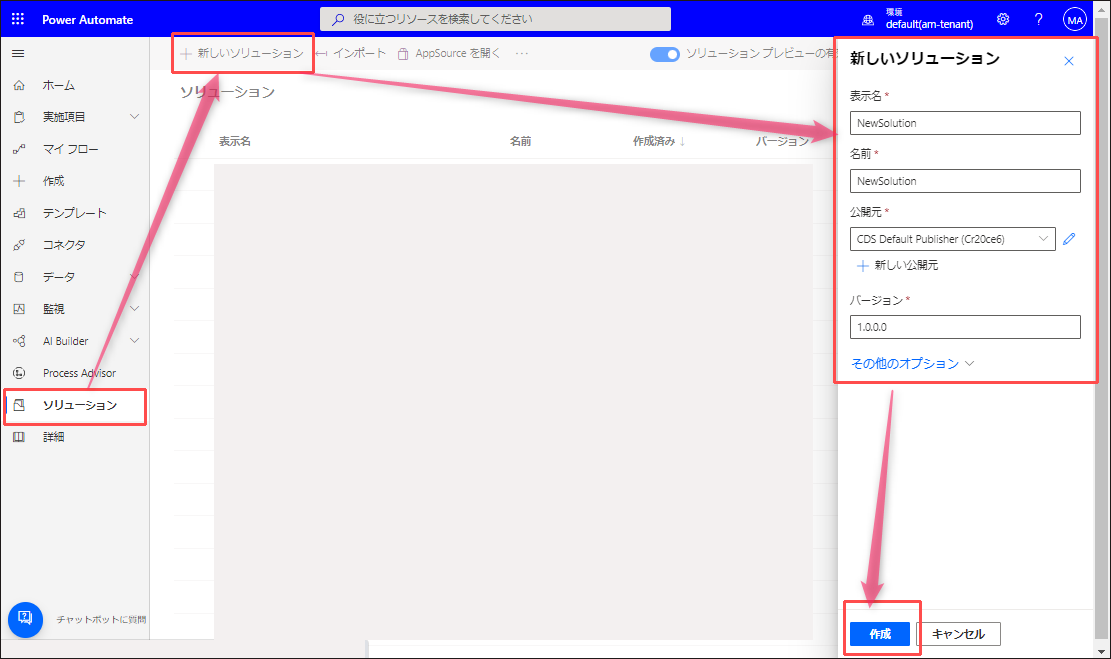 Power Automate
役に立つリソースを検索してください
環境
default(am-tenant)
?
MA
新しいソリューション
インポート
AppSource を開く
ソリューション プレビューの有
ホーム
実施項目
マイ フロー
作成
テンプレート
コネクタ
データ
監視
AI Builder
Process Advisor
ソリューション
詳細
チャットボットに質問
ソリューション
表示名
名前
作成済み ↓
バージョン
新しいソリューション
表示名 *
NewSolution
名前 *
NewSolution
公開元 *
CDS Default Publisher (Cr20ce6)
新しい公開元
バージョン *
1.0.0.0
その他のオプション
作成
キャンセル